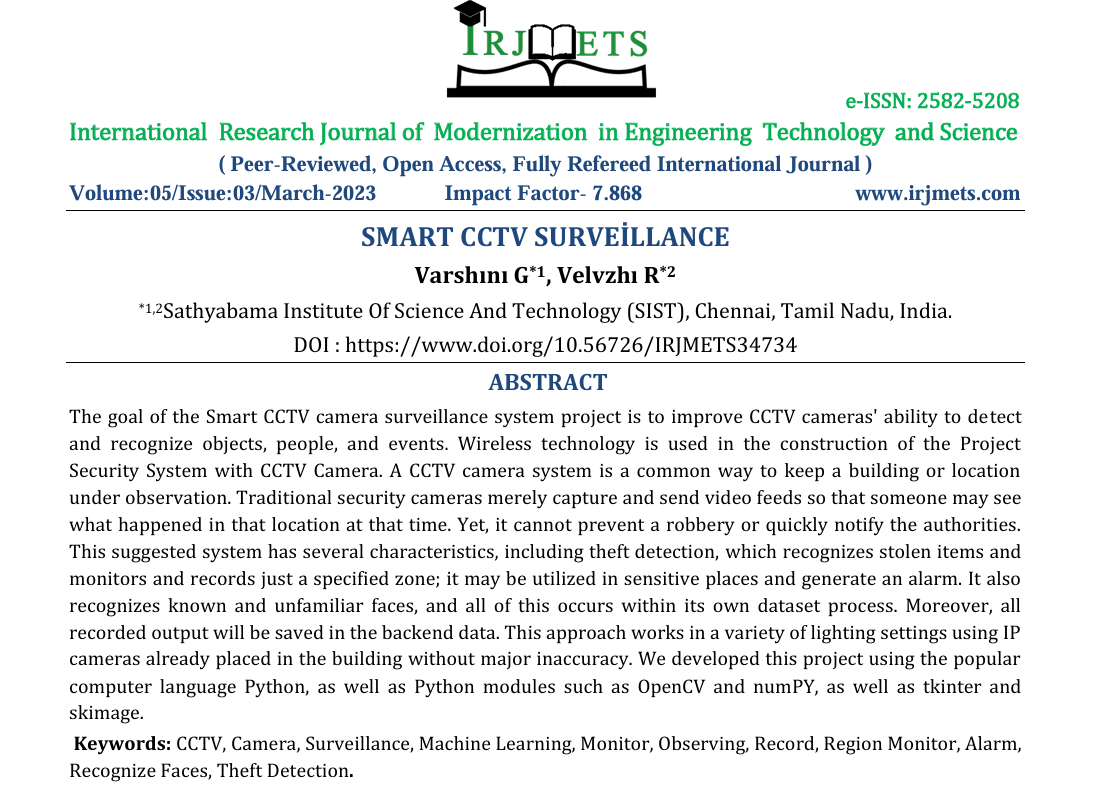 IRJMETS
e-ISSN: 2582-5208
International Research Journal of Modernization in Engineering Technology and Science
( Peer-Reviewed, Open Access, Fully Refereed International Journal )
Volume:05/Issue:03/March-2023 Impact Factor- 7.868 www.irjmets.com
SMART CCTV SURVEİLLANCE
Varshını G*1, Velvzhı R*2
*1,2Sathyabama Institute Of Science And Technology (SIST), Chennai, Tamil Nadu, India.
DOI : https://www.doi.org/10.56726/IRJMETS34734
ABSTRACT
The goal of the Smart CCTV camera surveillance system project is to improve CCTV cameras' ability to detect
and recognize objects, people, and events. Wireless technology is used in the construction of the Project
Security System with CCTV Camera. A CCTV camera system is a common way to keep a building or location
under observation. Traditional security cameras merely capture and send video feeds so that someone may see
what happened in that location at that time. Yet, it cannot prevent a robbery or quickly notify the authorities.
This suggested system has several characteristics, including theft detection, which recognizes stolen items and
monitors and records just a specified zone; it may be utilized in sensitive places and generate an alarm. It also
recognizes known and unfamiliar faces, and all of this occurs within its own dataset process. Moreover, all
recorded output will be saved in the backend data. This approach works in a variety of lighting settings using IP
cameras already placed in the building without major inaccuracy. We developed this project using the popular
computer language Python, as well as Python modules such as OpenCV and numPY, as well as tkinter and
skimage.
Keywords: CCTV, Camera, Surveillance, Machine Learning, Monitor, Observing, Record, Region Monitor, Alarm,
Recognize Faces, Theft Detection.